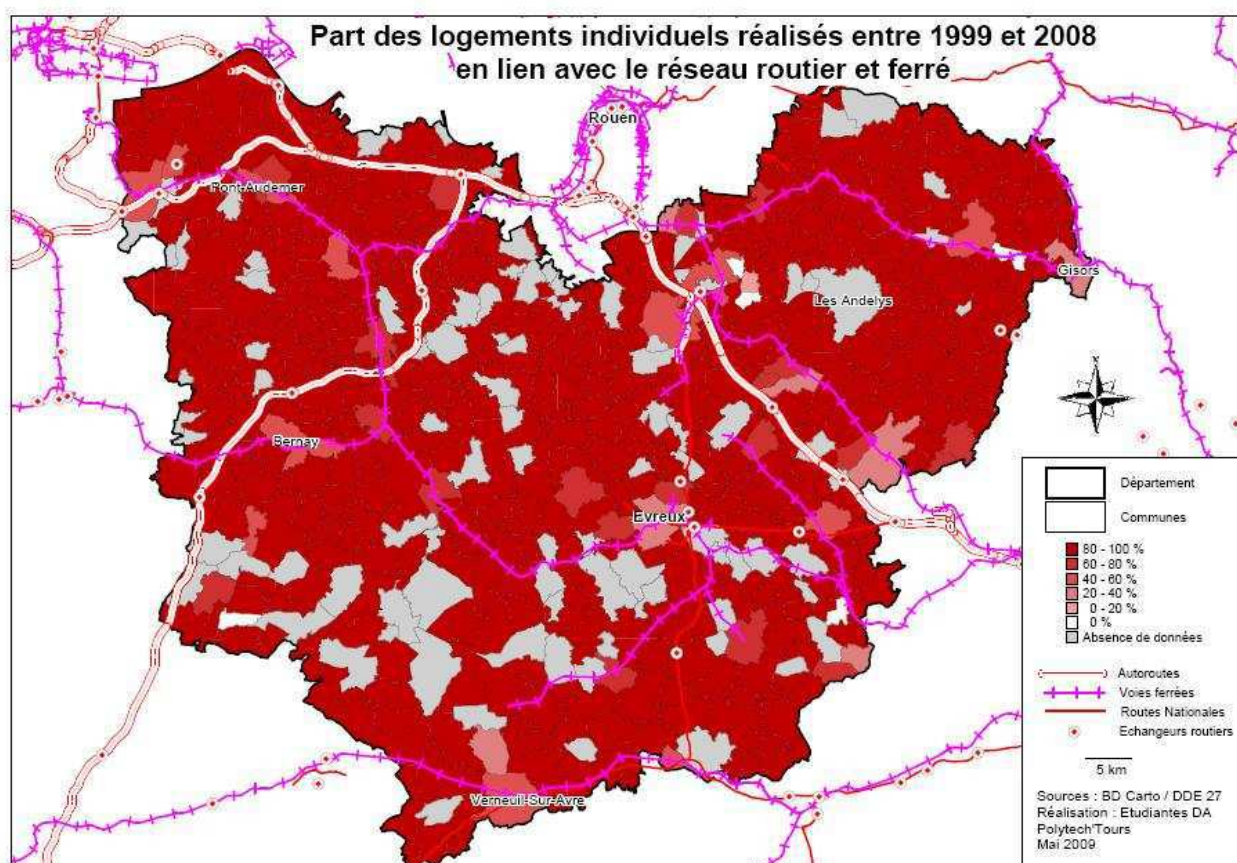 Part des logements individuels réalisés entre 1999 et 2008
en lien avec le réseau routier et ferré
Rouen
Pont-Audemer
Gisors
Les Andelys
Bernay
Evreux
Verneuil-Sur-Avre
Département
Communes
80 - 100 %
60 - 80 %
40 - 60 %
20 - 40 %
0 - 20 %
0 %
Absence de données
Autoroutes
Voies ferrées
Routes Nationales
Echangeurs routiers
5 km
Sources : BD Carto / DDE 27
Réalisation : Etudiantes DA
Polytech'Tours
Mai 2009